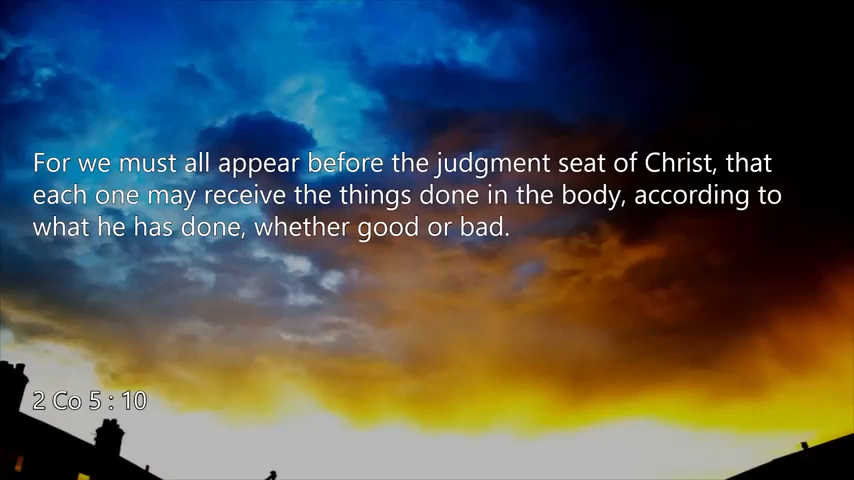 For we must all appear before the judgment seat of Christ, that
each one may receive the things done in the body, according to
what he has done, whether good or bad.
2 Co 5 : 10